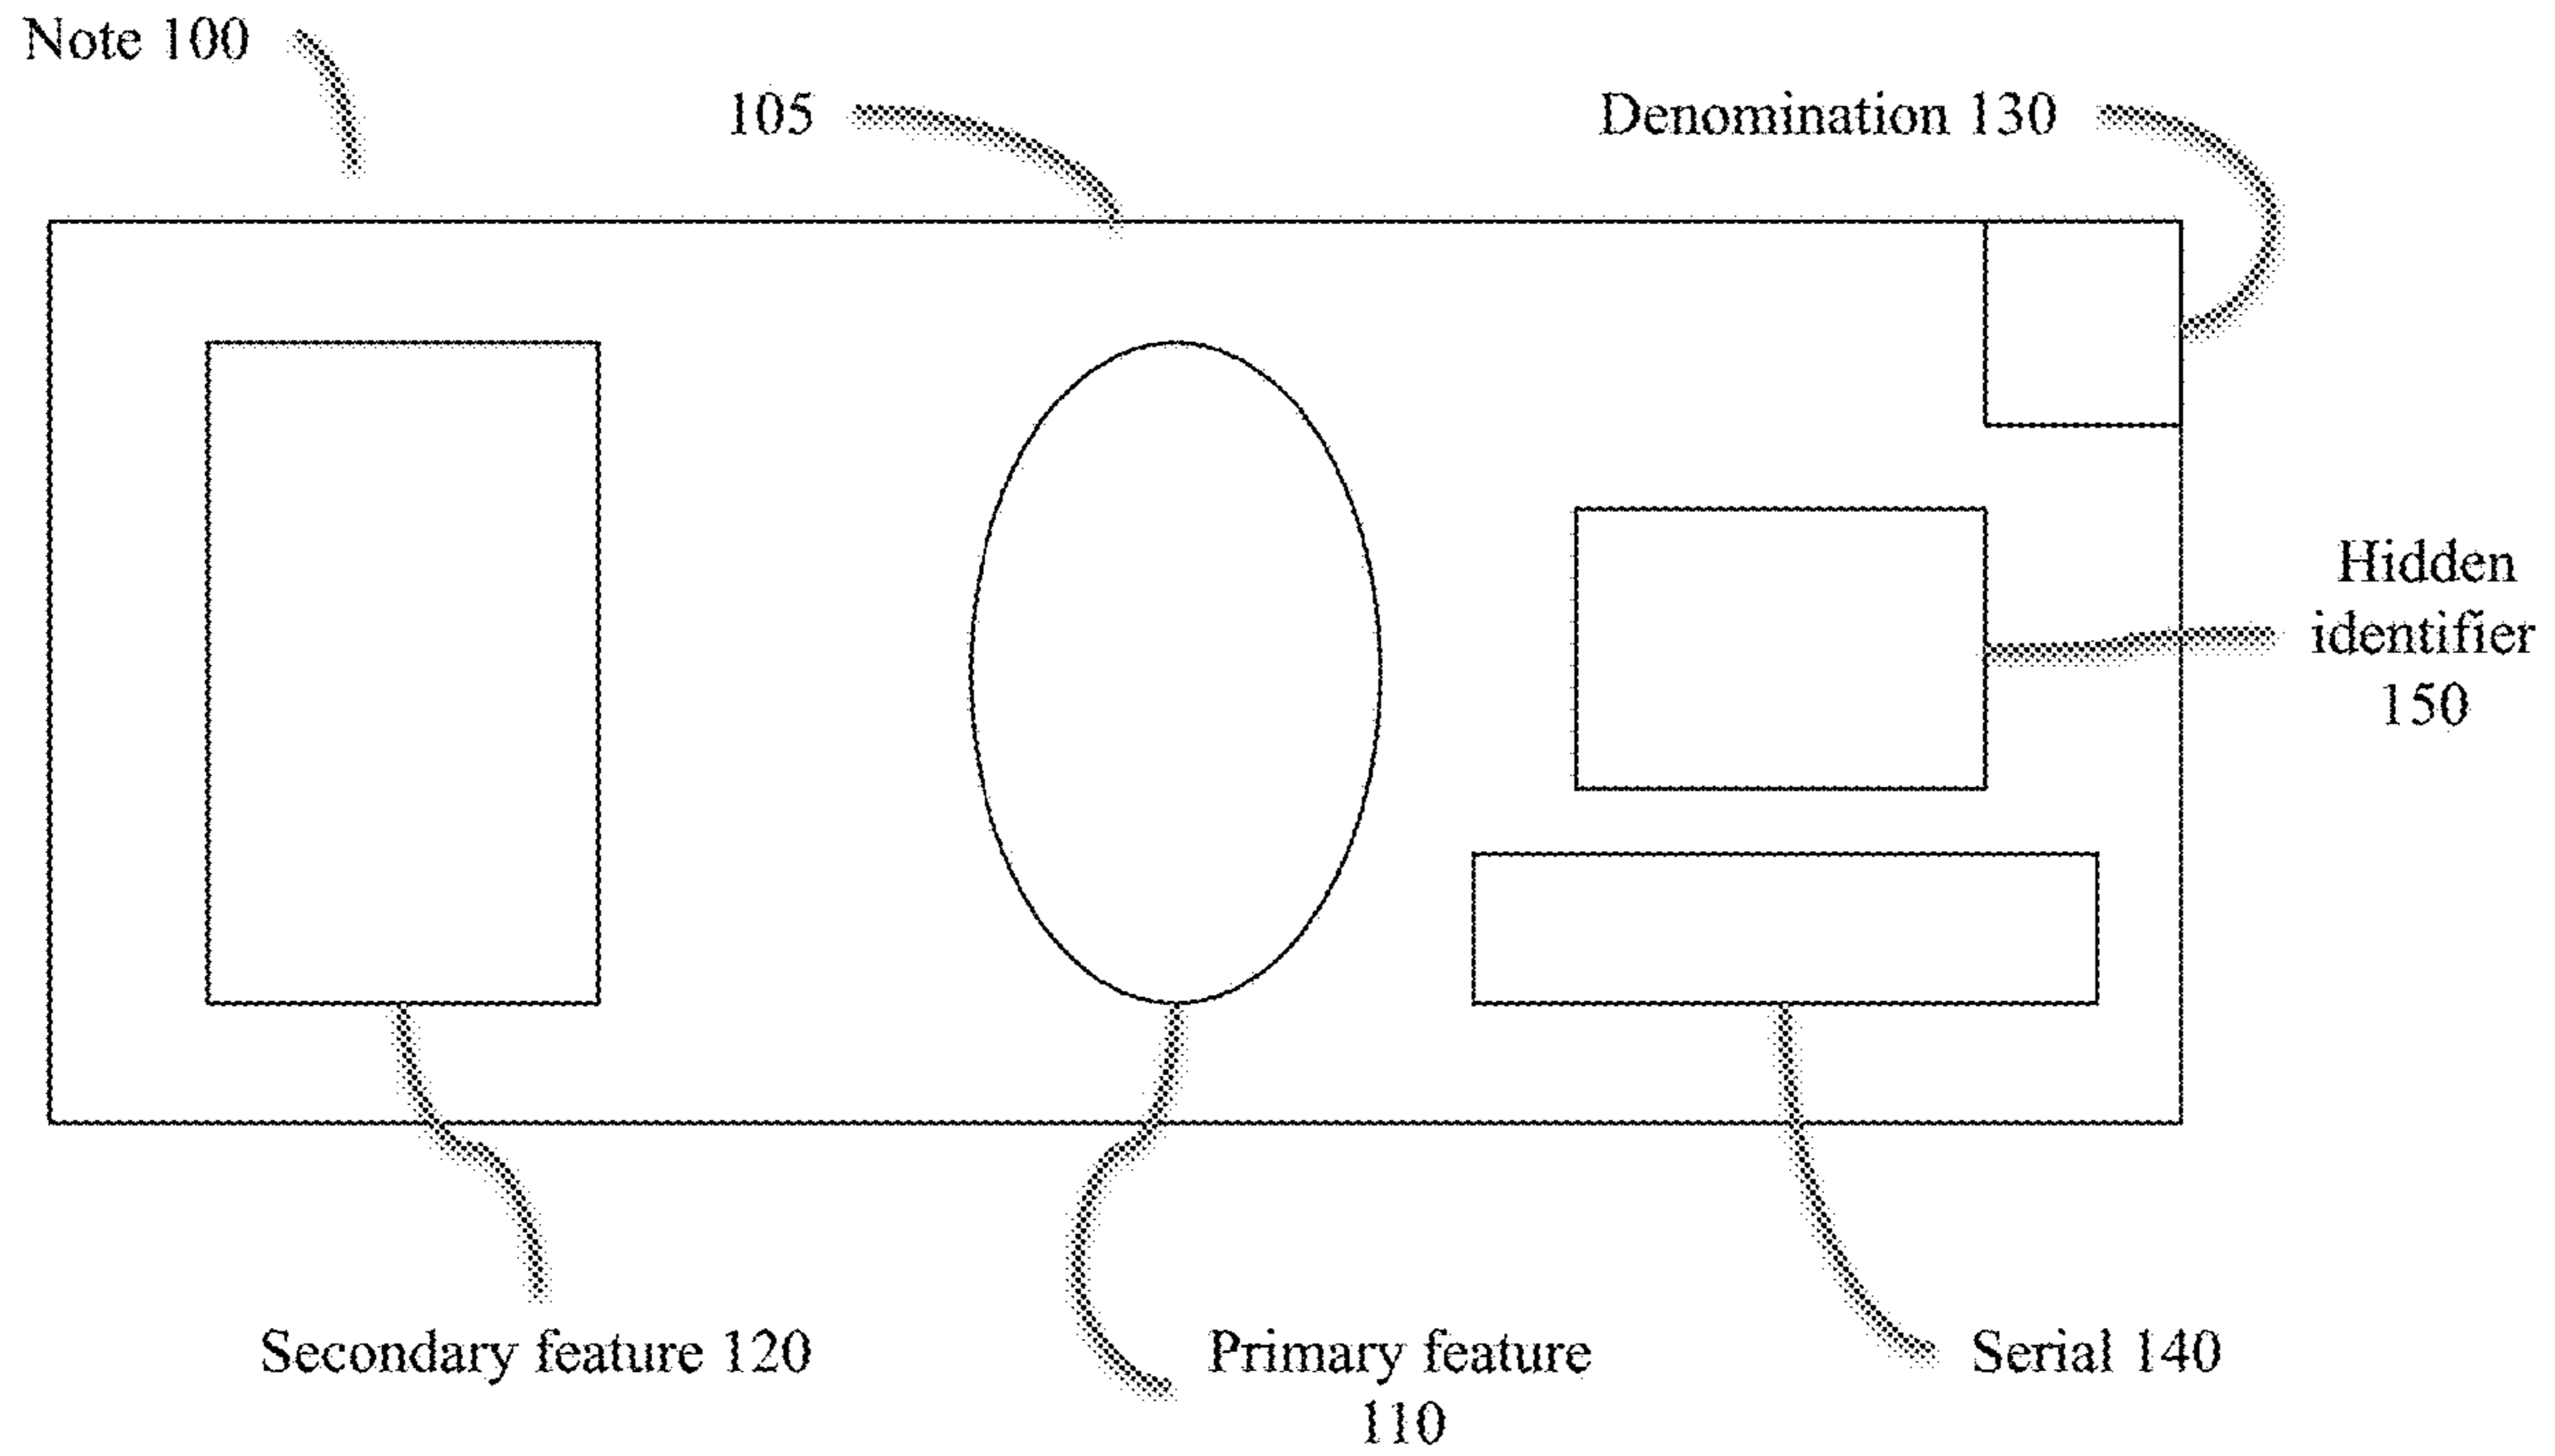 Note 100
105
Denomination 130
Hidden
identifier
150
Secondary feature 120
Primary feature
110
Serial 140